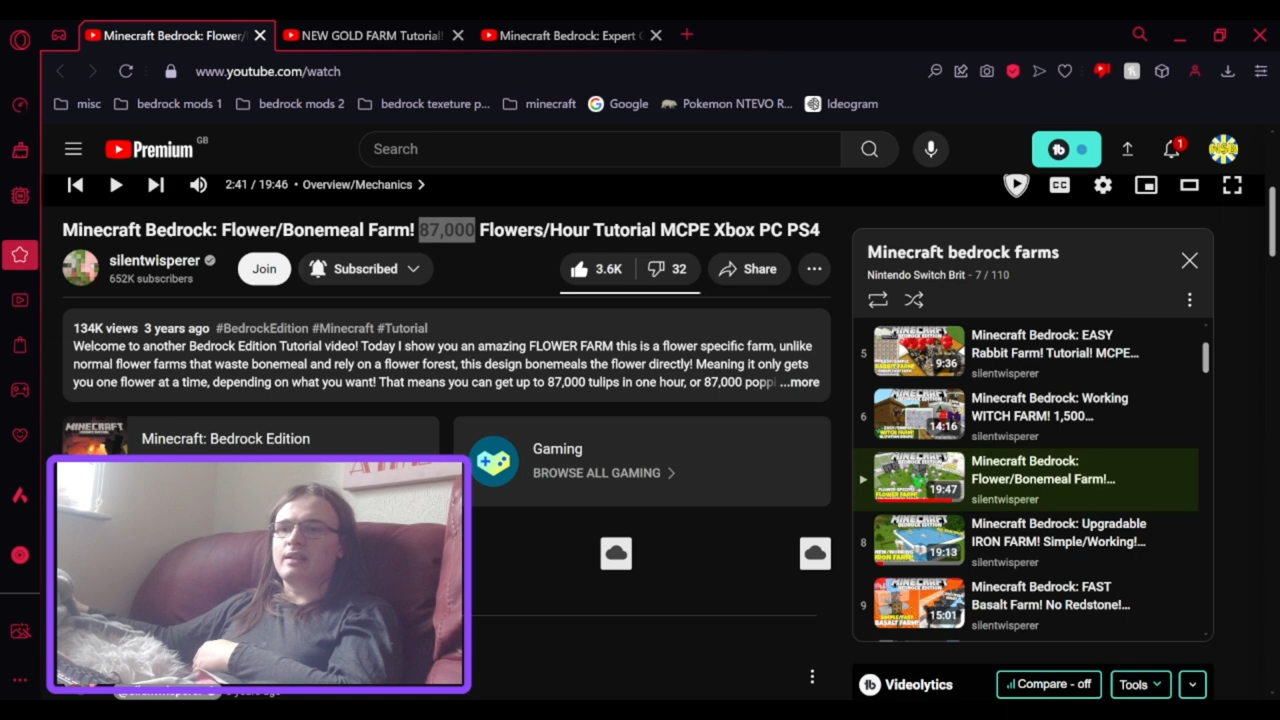 Minecraft Bedrock: Flower/
NEW GOLD FARM Tutorial!
Minecraft Bedrock: Expert
www.youtube.com/watch
misc
bedrock mods 1
bedrock mods 2
bedrock texeture p...
minecraft
Google
Pokemon NTEVO R...
Ideogram
Premium GB
Search
1
2:41 / 19:46 • Overview/Mechanics
CC
Minecraft Bedrock: Flower/Bonemeal Farm! 87,000 Flowers/Hour Tutorial MCPE Xbox PC PS4
silentwisperer
652K subscribers
Join
Subscribed
3.6K
32
Share
134K views 3 years ago #BedrockEdition #Minecraft #Tutorial
Welcome to another Bedrock Edition Tutorial video! Today I show you an amazing FLOWER FARM this is a flower specific farm, unlike
normal flower farms that waste bonemeal and rely on a flower forest, this design bonemeals the flower directly! Meaning it only gets
you one flower at a time, depending on what you want! That means you can get up to 87,000 tulips in one hour, or 87,000 poppi ...more
MINECRAFT
Minecraft: Bedrock Edition
Gaming
BROWSE ALL GAMING
Minecraft bedrock farms
Nintendo Switch Brit - 7 / 110
5
9:36
Minecraft Bedrock: EASY
Rabbit Farm! Tutorial! MCPE...
silentwisperer
6
14:16
Minecraft Bedrock: Working
WITCH FARM! 1,500...
silentwisperer
19:47
Minecraft Bedrock:
Flower/Bonemeal Farm!...
silentwisperer
8
19:13
Minecraft Bedrock: Upgradable
IRON FARM! Simple/Working!...
silentwisperer
9
15:01
Minecraft Bedrock: FAST
Basalt Farm! No Redstone!...
silentwisperer
Videolytics
Compare - off
Tools